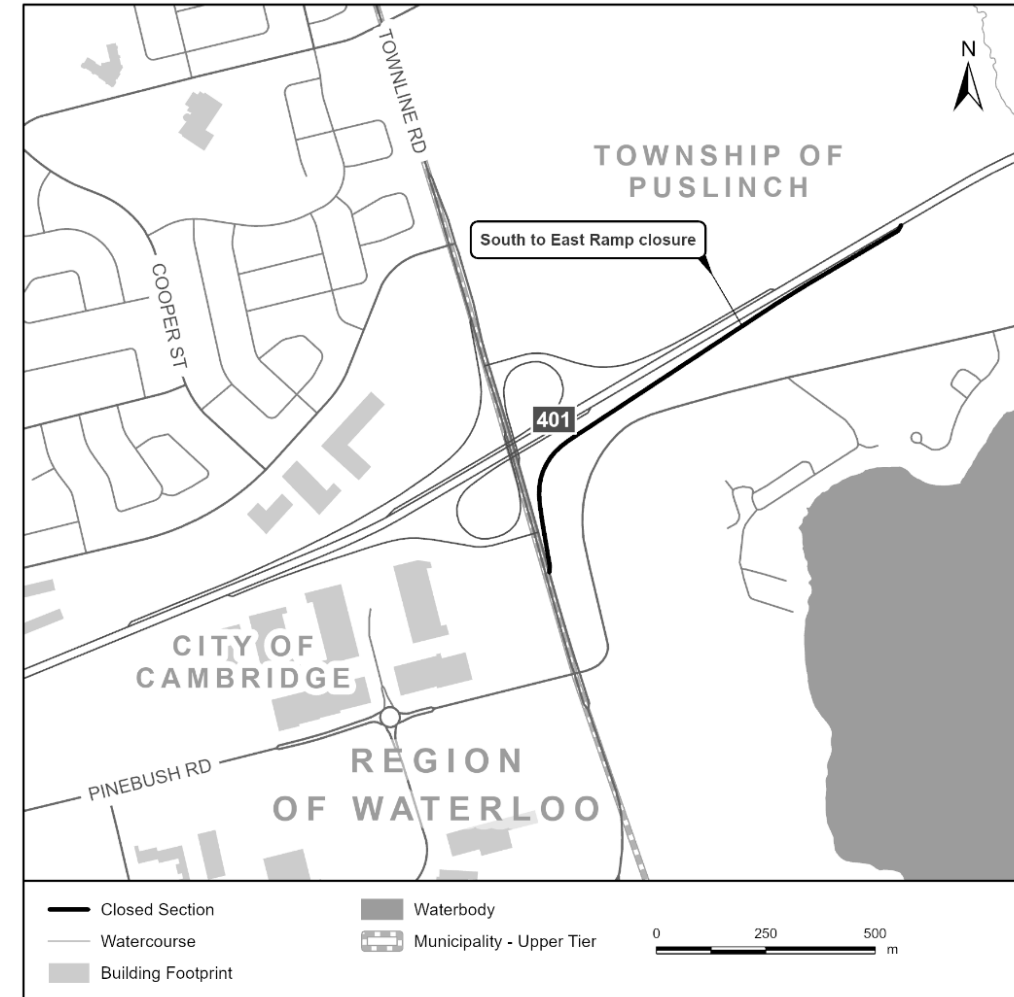 TOWNLINE RD
N
TOWNSHIP OF
PUSLINCH
South to East Ramp closure
COOPER ST
401
CITY OF
CAMBRIDGE
PINEBUSH RD
REGION
OF WATERLOO
Closed Section
Watercourse
Building Footprint
Waterbody
Municipality - Upper Tier
0 250 500
m